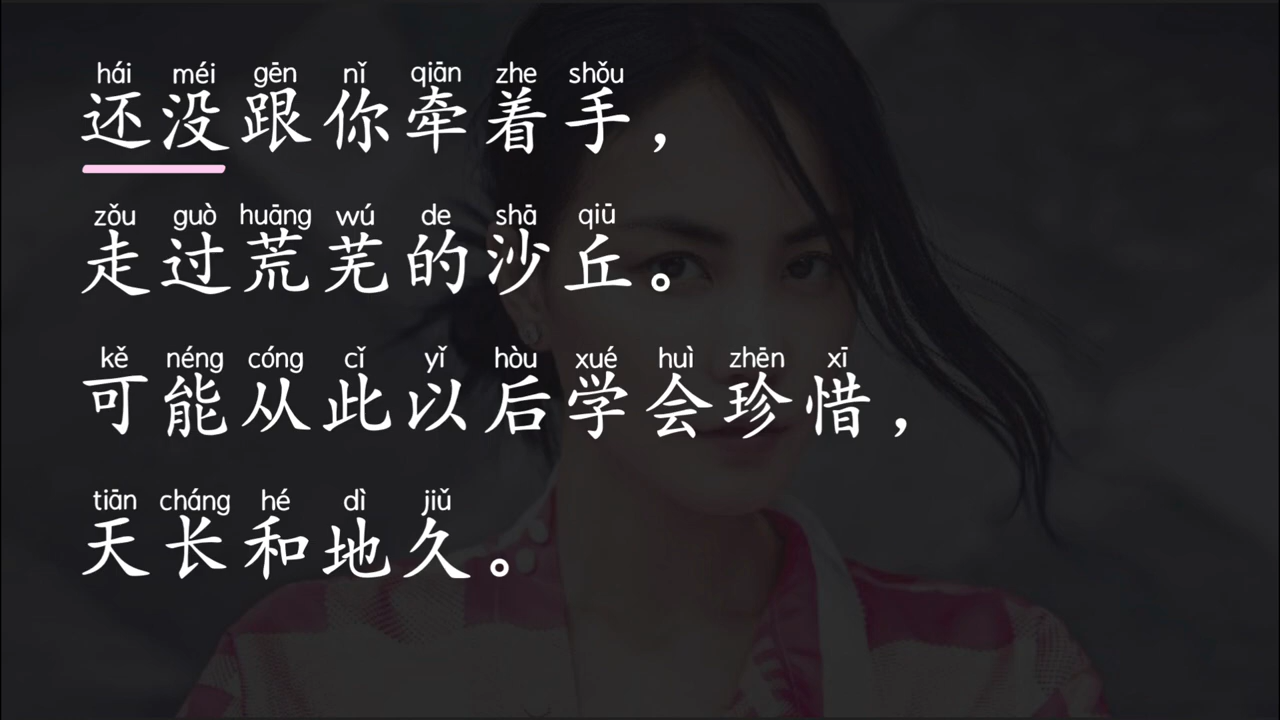 hái méi gēn nǐ qiān zhe shǒu
还没跟你牵着手，
zǒu guò huāng wú de shā qiū
走过荒芜的沙丘。
kě néng cóng cǐ yǐ hòu xué huì zhēn xī
可能从此以后学会珍惜，
tiān cháng hé dì jiǔ
天长和地久。